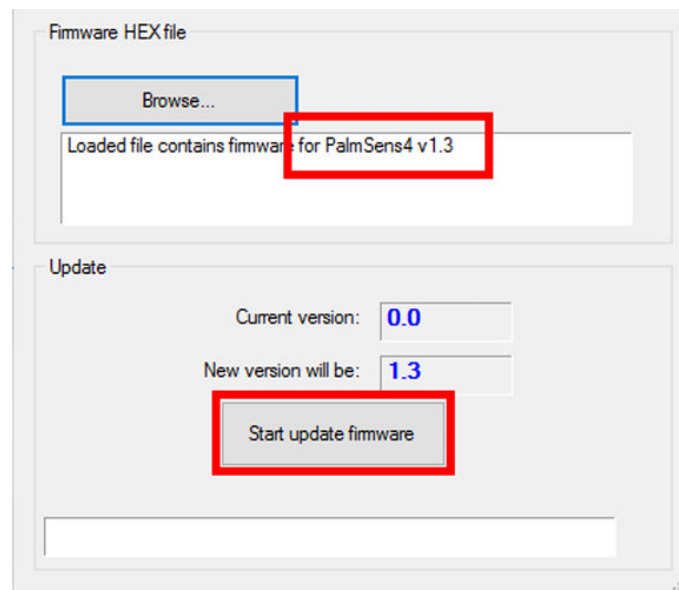 Firmware HEX file
Browse...
Loaded file contains firmware for PalmSens4 v1.3
Update
Current version: 0.0
New version will be: 1.3
Start update firmware